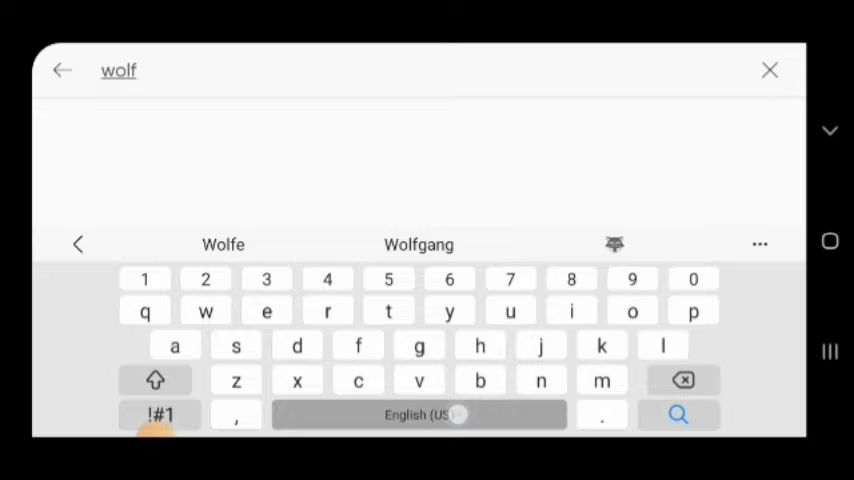 wolf
Wolfe Wolfgang ...
1 2 3 4 5 6 7 8 9 0
q w e r t y u i o p
a s d f g h j k l
z x c v b n m
!#1 , English (US) .